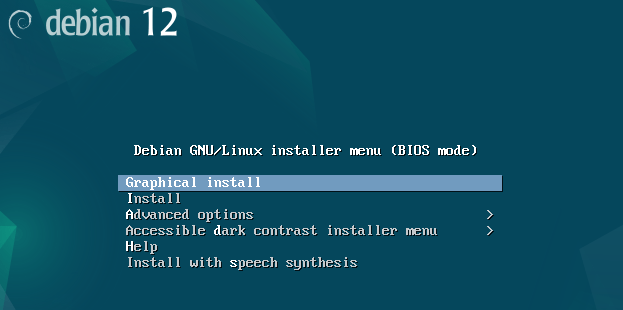 debian 12
Debian GNU/Linux installer menu (BIOS mode)
Graphical install
Install
Advanced options >
Accessible dark contrast installer menu >
Help
Install with speech synthesis